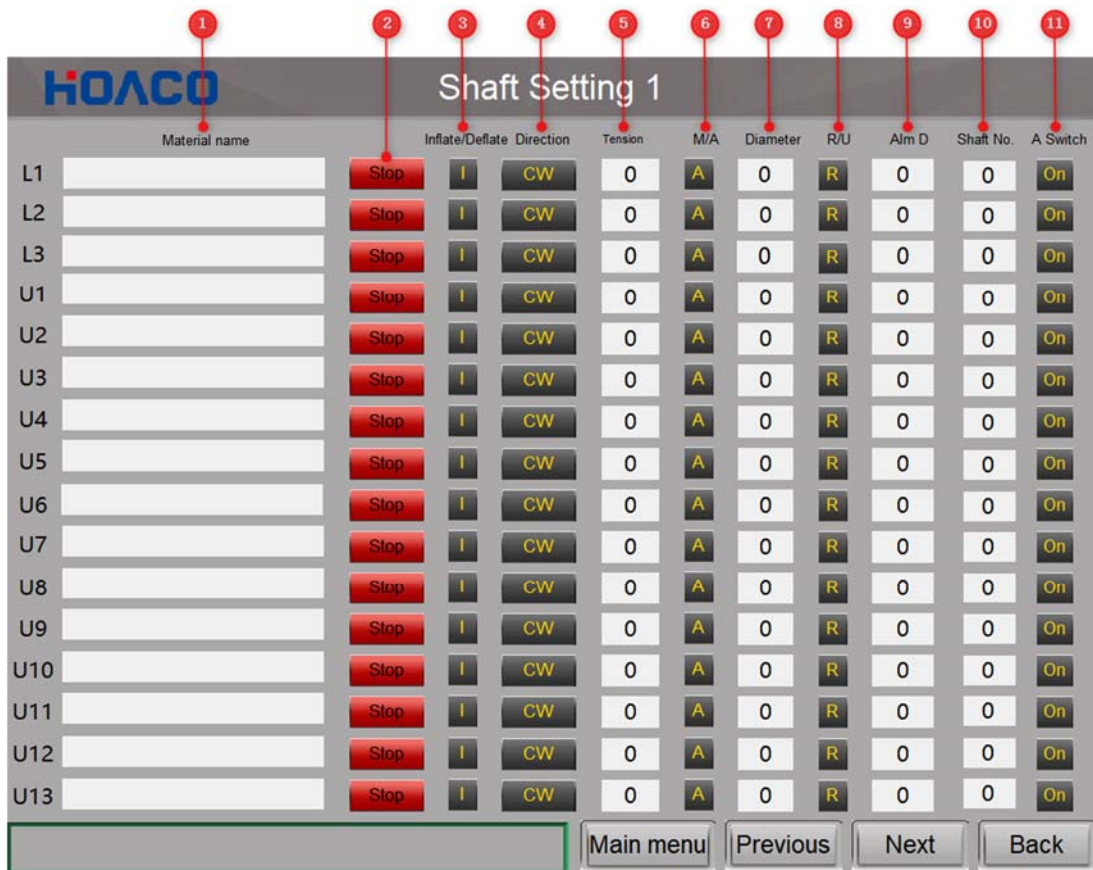 1 2 3 4 5 6 7 8 9 10 11
HOACO Shaft Setting 1
Material name Inflate/Deflate Direction Tension M/A Diameter R/U Alm D Shaft No. A Switch
L1 Stop I CW 0 A 0 R 0 0 On
L2 Stop I CW 0 A 0 R 0 0 On
L3 Stop I CW 0 A 0 R 0 0 On
U1 Stop I CW 0 A 0 R 0 0 On
U2 Stop I CW 0 A 0 R 0 0 On
U3 Stop I CW 0 A 0 R 0 0 On
U4 Stop I CW 0 A 0 R 0 0 On
U5 Stop I CW 0 A 0 R 0 0 On
U6 Stop I CW 0 A 0 R 0 0 On
U7 Stop I CW 0 A 0 R 0 0 On
U8 Stop I CW 0 A 0 R 0 0 On
U9 Stop I CW 0 A 0 R 0 0 On
U10 Stop I CW 0 A 0 R 0 0 On
U11 Stop I CW 0 A 0 R 0 0 On
U12 Stop I CW 0 A 0 R 0 0 On
U13 Stop I CW 0 A 0 R 0 0 On
Main menu Previous Next Back